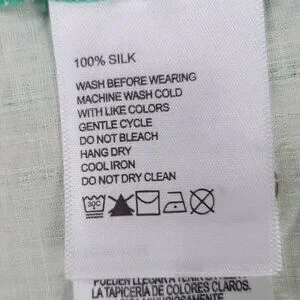 100% SILK
WASH BEFORE WEARING
MACHINE WASH COLD
WITH LIKE COLORS
GENTLE CYCLE
DO NOT BLEACH
HANG DRY
COOL IRON
DO NOT DRY CLEAN
30C
PUEDEN LLEGAR A TENIR
LA TAPICERIA DE COLORES CLAROS.